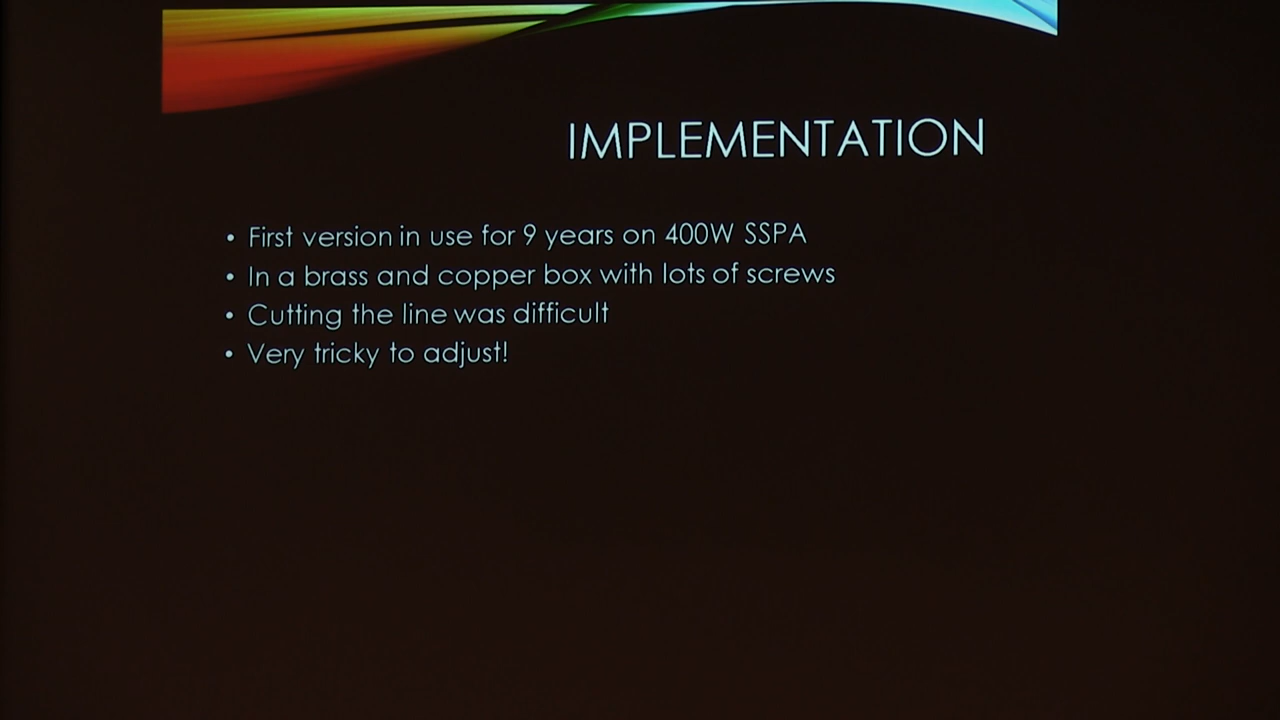 IMPLEMENTATION
• First version in use for 9 years on 400W SSPA
• In a brass and copper box with lots of screws
• Cutting the line was difficult
• Very tricky to adjust!